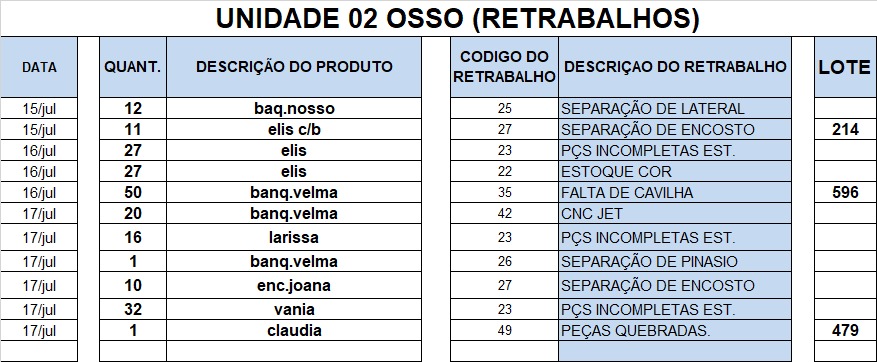 UNIDADE 02 OSSO (RETRABALHOS)
DATA QUANT. DESCRIÇÃO DO PRODUTO CODIGO DO RETRABALHO DESCRIÇAO DO RETRABALHO LOTE
15/jul 12 baq.nosso 25 SEPARAÇÃO DE LATERAL
15/jul 11 elis c/b 27 SEPARAÇÃO DE ENCOSTO 214
16/jul 27 elis 23 PÇS INCOMPLETAS EST.
16/jul 27 elis 22 ESTOQUE COR
16/jul 50 banq.velma 35 FALTA DE CAVILHA 596
17/jul 20 banq.velma 42 CNC JET
17/jul 16 larissa 23 PÇS INCOMPLETAS EST.
17/jul 1 banq.velma 26 SEPARAÇÃO DE PINASIO
17/jul 10 enc.joana 27 SEPARAÇÃO DE ENCOSTO
17/jul 32 vania 23 PÇS INCOMPLETAS EST.
17/jul 1 claudia 49 PEÇAS QUEBRADAS. 479